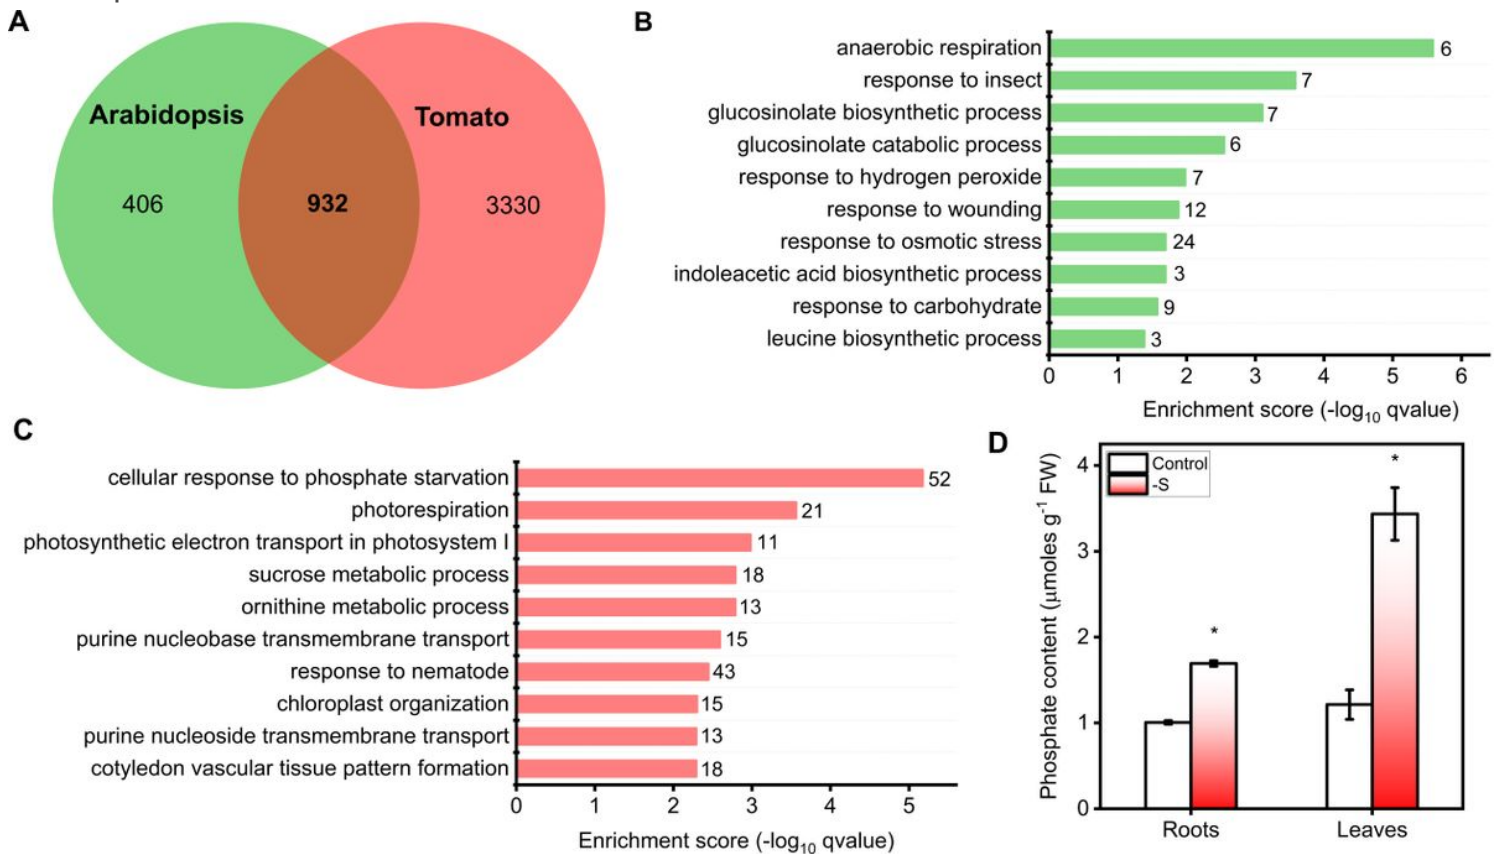 A
Arabidopsis
Tomato
406
932
3330
B
anaerobic respiration 6
response to insect 7
glucosinolate biosynthetic process 7
glucosinolate catabolic process 6
response to hydrogen peroxide 7
response to wounding 12
response to osmotic stress 24
indoleacetic acid biosynthetic process 3
response to carbohydrate 9
leucine biosynthetic process 3
0 1 2 3 4 5 6
Enrichment score (-log10 qvalue)
C
cellular response to phosphate starvation 52
photorespiration 21
photosynthetic electron transport in photosystem I 11
sucrose metabolic process 18
ornithine metabolic process 13
purine nucleobase transmembrane transport 15
response to nematode 43
chloroplast organization 15
purine nucleoside transmembrane transport 13
cotyledon vascular tissue pattern formation 18
0 1 2 3 4 5
Enrichment score (-log10 qvalue)
D
Phosphate content (µmoles g-1 FW)
4
3
2
1
0
Control
-S
*
*
Roots Leaves